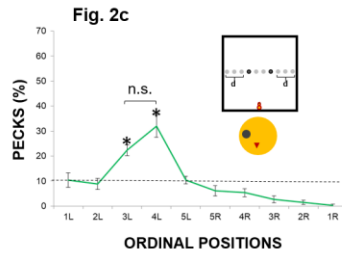 Fig. 2c
PECKS (%)
70
60
50
40
30
20
10
0
n.s.
*
*
d
d
1L 2L 3L 4L 5L 5R 4R 3R 2R 1R
ORDINAL POSITIONS